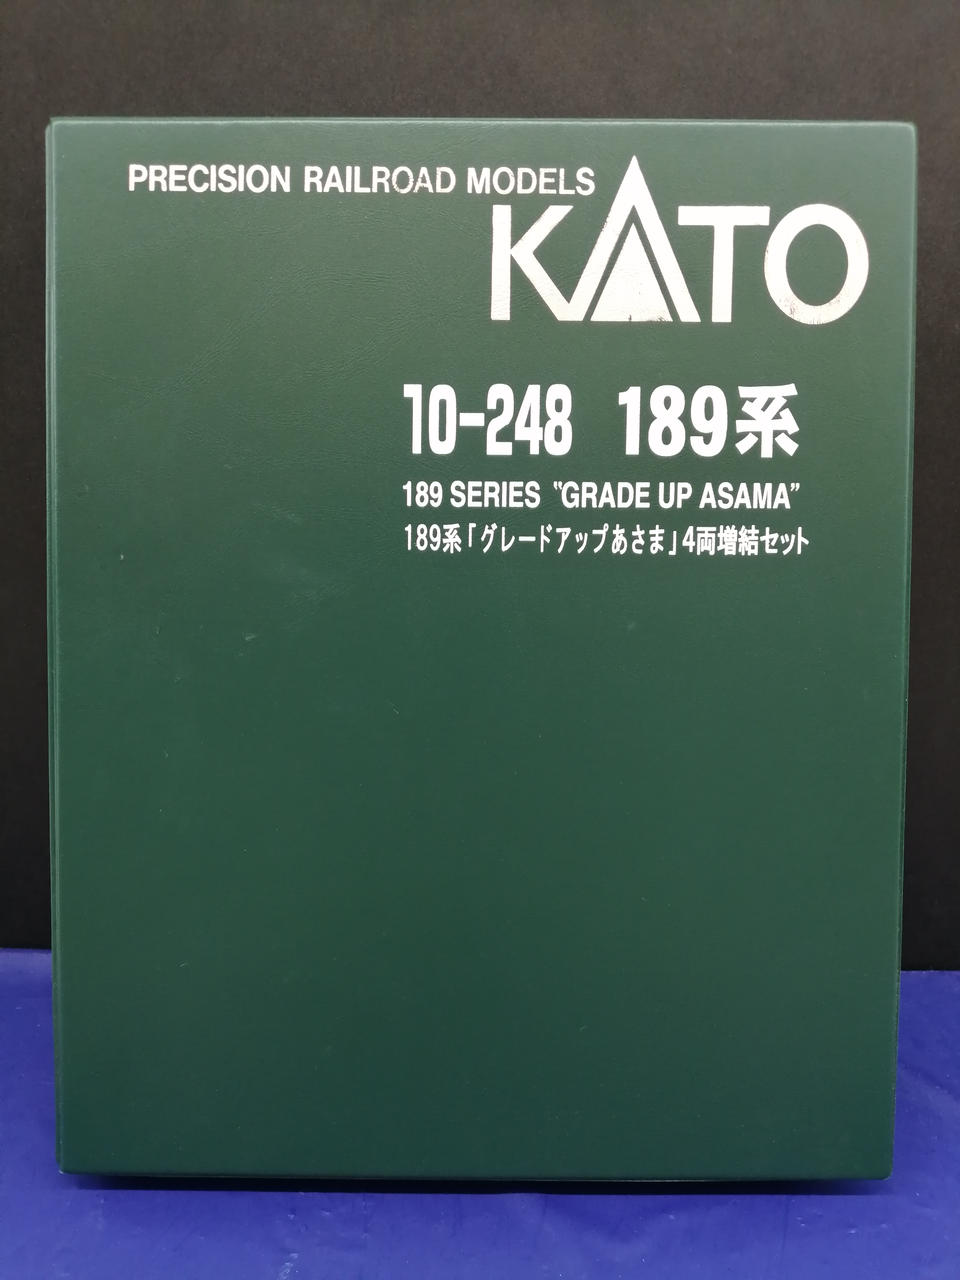 PRECISION RAILROAD MODELS
KATO
10-248 189系
189 SERIES "GRADE UP ASAMA"
189系「グレードアップあさま」4両増結セット